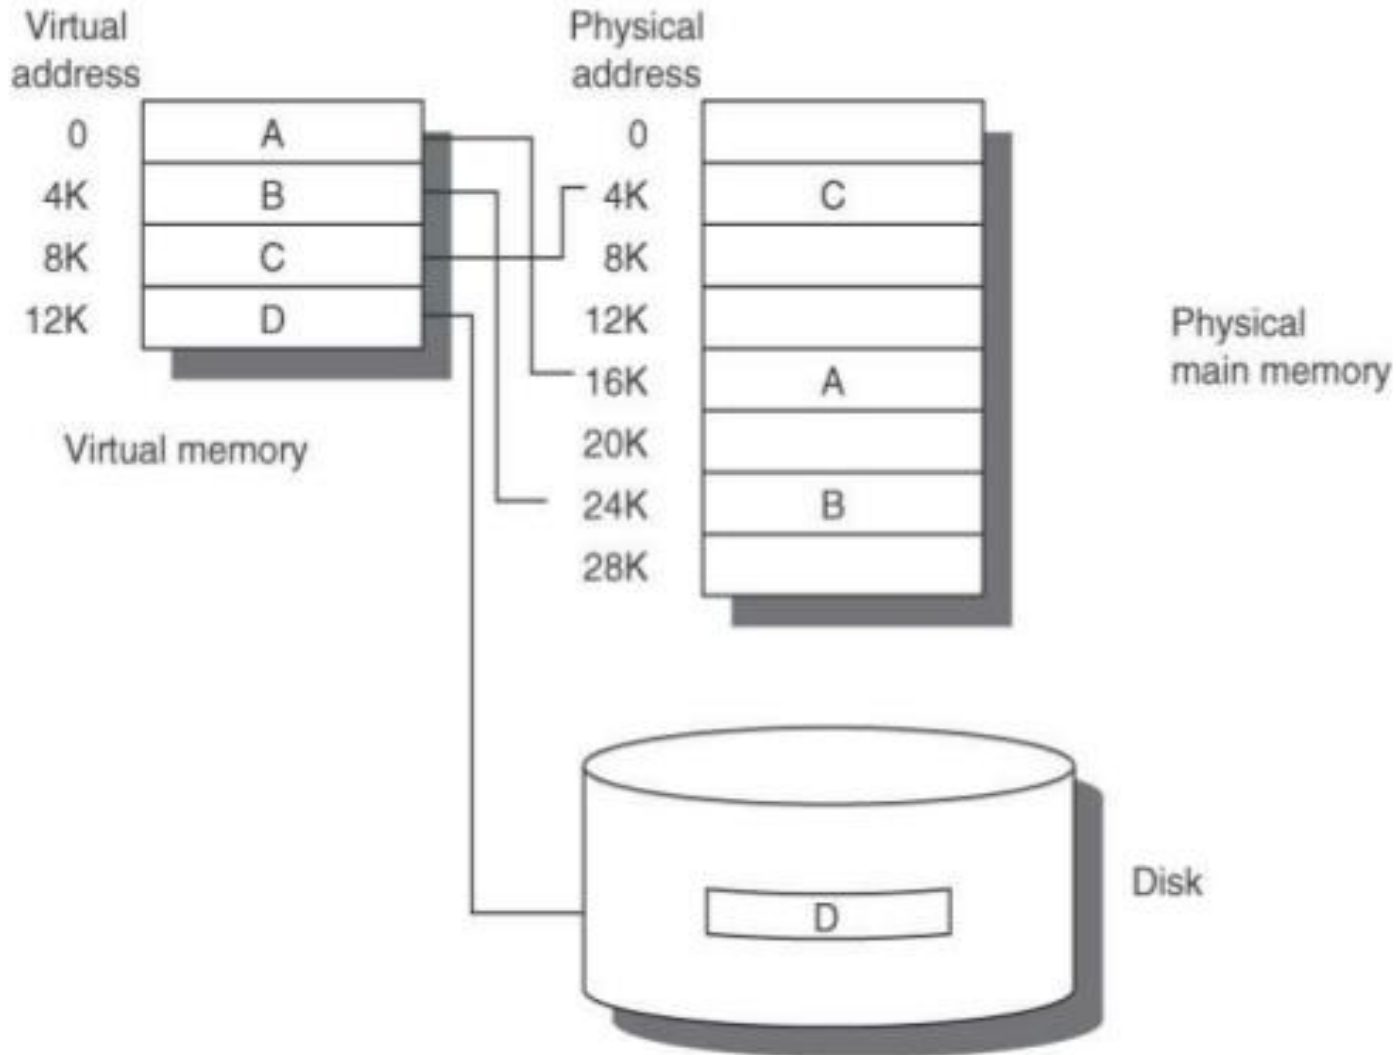 Virtual
address
0
A
4K
B
8K
C
12K
D
Virtual memory
Physical
address
0
4K
C
8K
12K
16K
A
20K
24K
B
28K
Physical
main memory
D
Disk